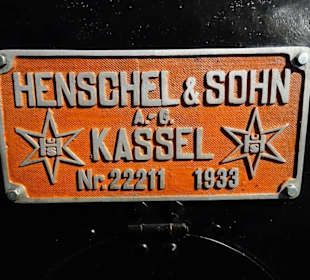 HENSCHEL & SOHN
A.-G.
KASSEL
Nr. 22211 1933